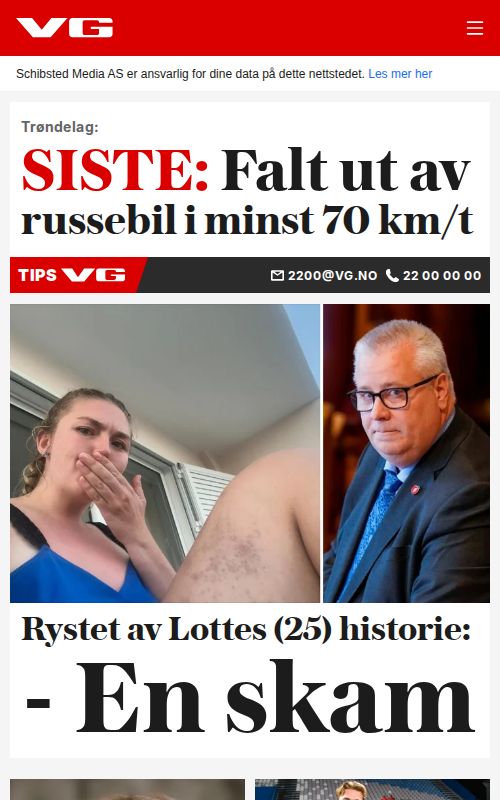 VG
Schibsted Media AS er ansvarlig for dine data på dette nettstedet. Les mer her
Trøndelag:
SISTE: Falt ut av
russebil i minst 70 km/t
TIPS VG 2200@VG.NO 22 00 00 00
Rystet av Lottes (25) historie:
- En skam